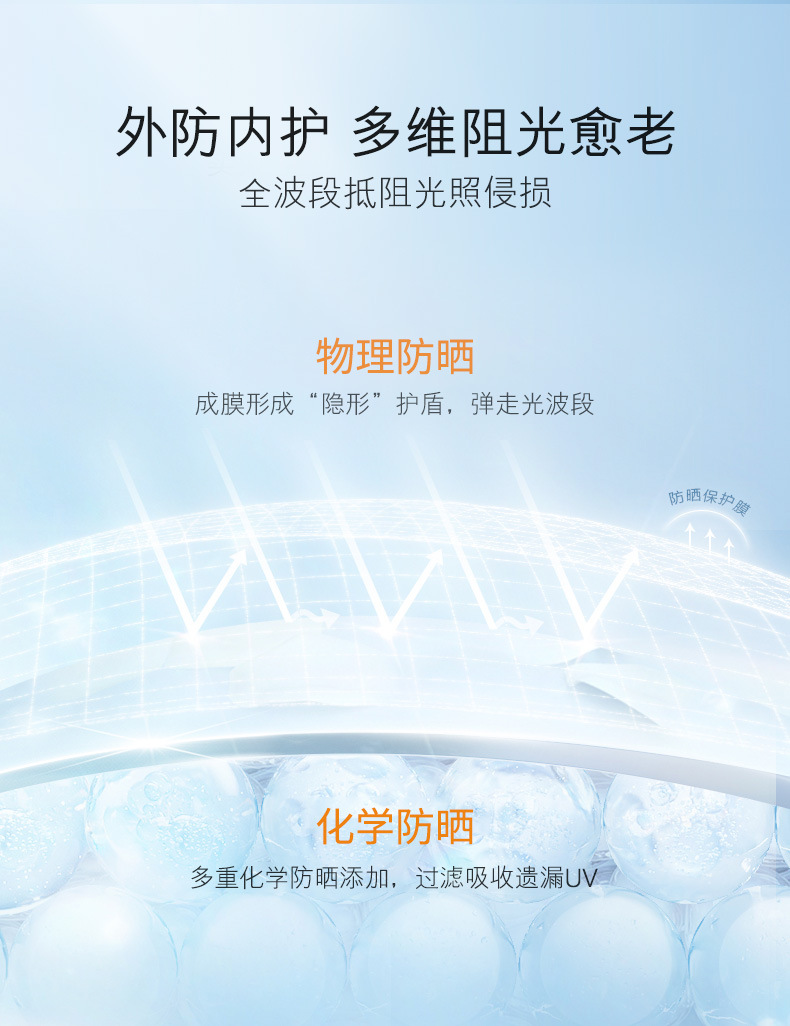 外防内护 多维阻光愈老
全波段抵阻光照侵损
物理防晒
成膜形成“隐形”护盾，弹走光波段
防晒保护膜
化学防晒
多重化学防晒添加，过滤吸收遗漏UV